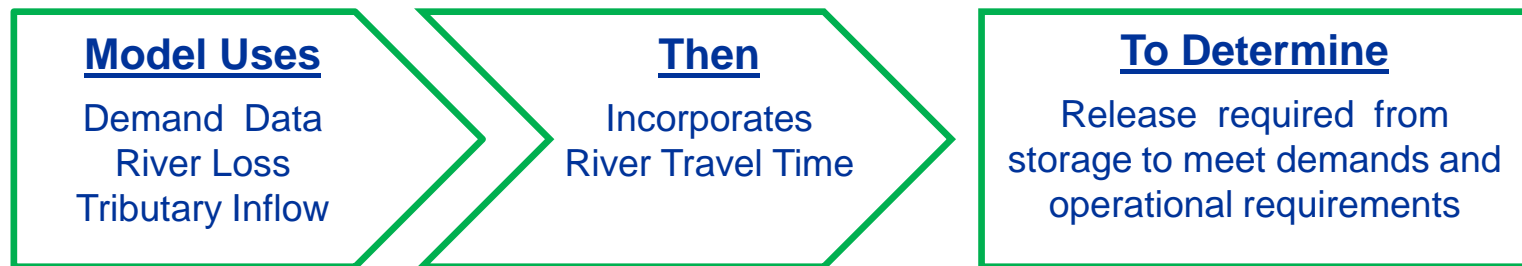 Model Uses
Demand Data
River Loss
Tributary Inflow
Then
Incorporates
River Travel Time
To Determine
Release required from
storage to meet demands and
operational requirements